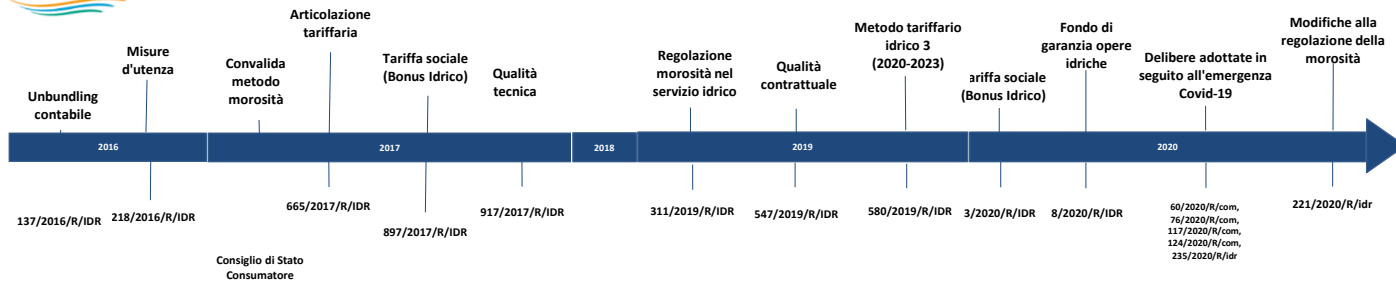 Unbundling
contabile
Misure
d'utenza
Convalida
metodo
morosità
Articolazione
tariffaria
Tariffa sociale
(Bonus Idrico)
Qualità
tecnica
Regolazione
morosità nel
servizio idrico
Qualità
contrattuale
Metodo tariffario
idrico 3
(2020-2023)
ariffa sociale
(Bonus Idrico)
Fondo di
garanzia opere
idriche
Delibere adottate in
seguito all'emergenza
Covid-19
Modifiche alla
regolazione della
morosità
2016
2017
2018
2019
2020
137/2016/R/IDR
218/2016/R/IDR
665/2017/R/IDR
897/2017/R/IDR
917/2017/R/IDR
311/2019/R/IDR
547/2019/R/IDR
580/2019/R/IDR
3/2020/R/IDR
8/2020/R/IDR
60/2020/R/com,
76/2020/R/com,
117/2020/R/com,
124/2020/R/com,
235/2020/R/idr
221/2020/R/idr
Consiglio di Stato
Consumatore